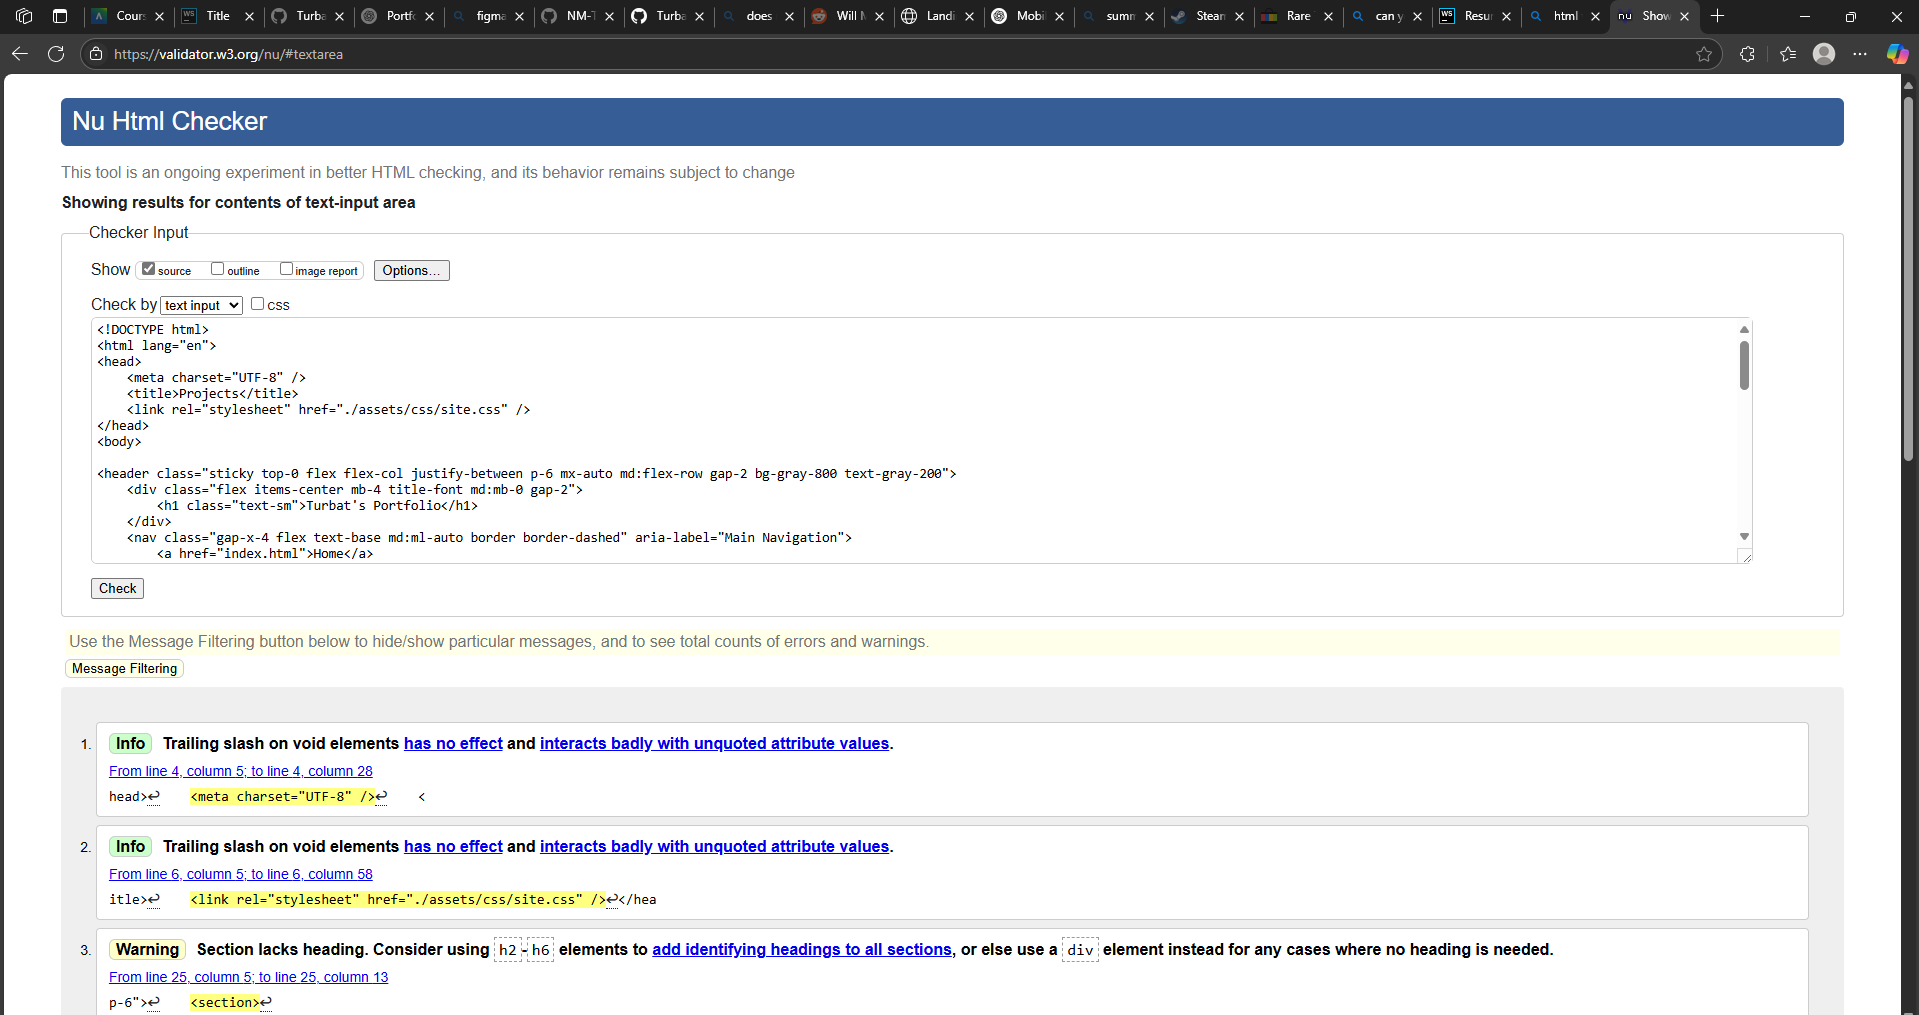 Cours
Title
Turba
Portfo
figma
NM-T
Turba
does
Will M
Landi
Mobil
sumn
Steam
Rare
can y
Resur
html
Show
https://validator.w3.org/nu/#textarea
Nu Html Checker
This tool is an ongoing experiment in better HTML checking, and its behavior remains subject to change
Showing results for contents of text-input area
Checker Input
Show source outline image report Options...
Check by text input css
<!DOCTYPE html>
<html lang="en">
<head>
    <meta charset="UTF-8" />
    <title>Projects</title>
    <link rel="stylesheet" href="./assets/css/site.css" />
</head>
<body>
<header class="sticky top-0 flex flex-col justify-between p-6 mx-auto md:flex-row gap-2 bg-gray-800 text-gray-200">
    <div class="flex items-center mb-4 title-font md:mb-0 gap-2">
        <h1 class="text-sm">Turbat's Portfolio</h1>
    </div>
    <nav class="gap-x-4 flex text-base md:ml-auto border border-dashed" aria-label="Main Navigation">
        <a href="index.html">Home</a>
Check
Use the Message Filtering button below to hide/show particular messages, and to see total counts of errors and warnings.
Message Filtering
1. Info Trailing slash on void elements has no effect and interacts badly with unquoted attribute values.
From line 4, column 5; to line 4, column 28
head>↩    <meta charset="UTF-8" />↩    <
2. Info Trailing slash on void elements has no effect and interacts badly with unquoted attribute values.
From line 6, column 5; to line 6, column 58
itle>↩    <link rel="stylesheet" href="./assets/css/site.css" />↩</hea
3. Warning Section lacks heading. Consider using h2-h6 elements to add identifying headings to all sections, or else use a div element instead for any cases where no heading is needed.
From line 25, column 5; to line 25, column 13
p-6">↩    <section>↩